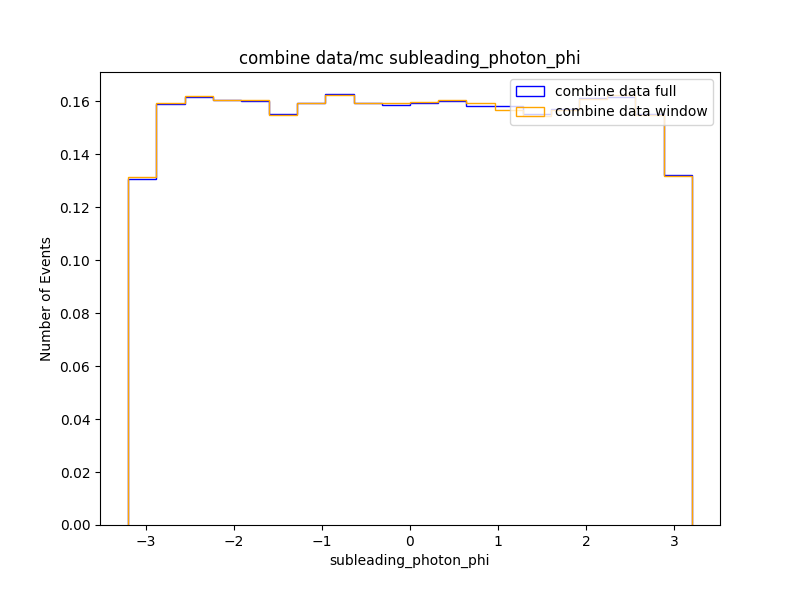 combine data/mc subleading_photon_phi
combine data full
combine data window
Number of Events
0.16
0.14
0.12
0.10
0.08
0.06
0.04
0.02
0.00
−3 −2 −1 0 1 2 3
subleading_photon_phi